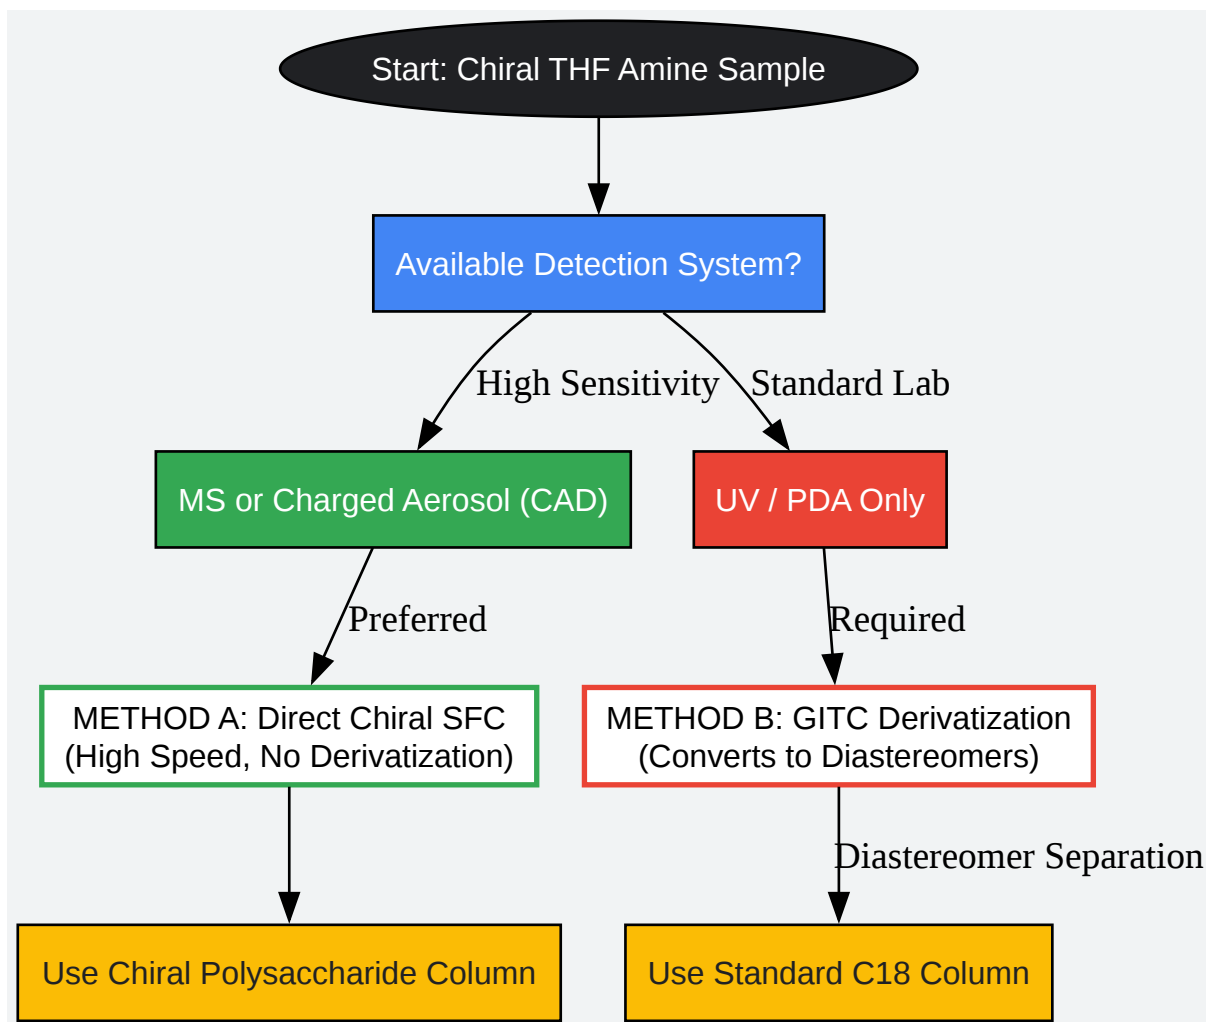 Start: Chiral THF Amine Sample
Available Detection System?
High Sensitivity
Standard Lab
MS or Charged Aerosol (CAD)
UV / PDA Only
Preferred
Required
METHOD A: Direct Chiral SFC
(High Speed, No Derivatization)
METHOD B: GITC Derivatization
(Converts to Diastereomers)
Diastereomer Separation
Use Chiral Polysaccharide Column
Use Standard C18 Column